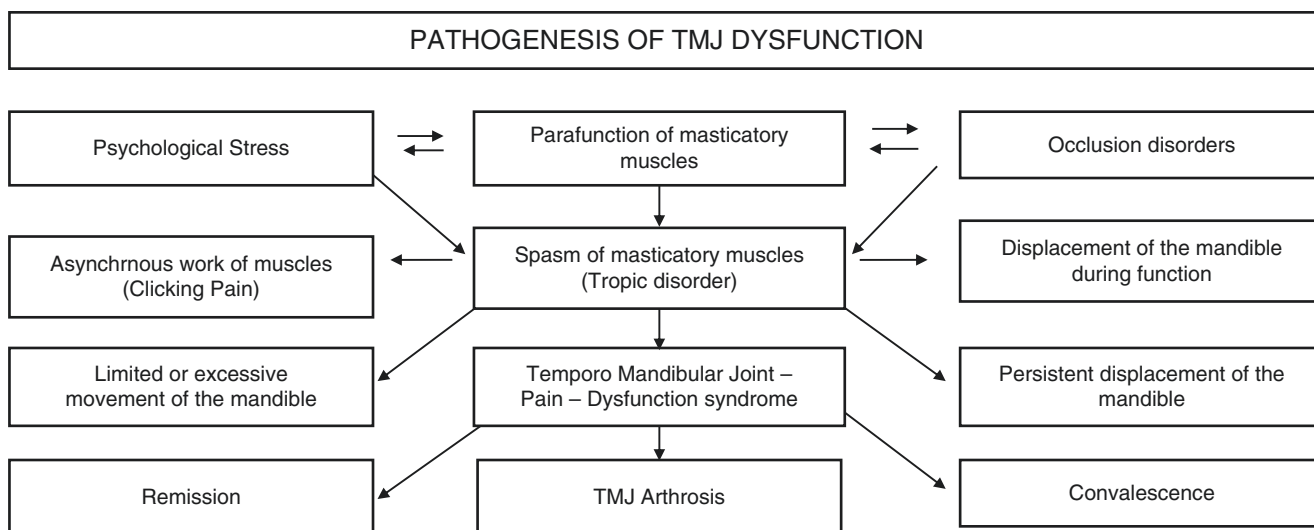 PATHOGENESIS OF TMJ DYSFUNCTION
Psychological Stress
Parafunction of masticatory
muscles
Occlusion disorders
Asynchrnous work of muscles
(Clicking Pain)
Spasm of masticatory muscles
(Tropic disorder)
Displacement of the mandible
during function
Limited or excessive
movement of the mandible
Temporo Mandibular Joint –
Pain – Dysfunction syndrome
Persistent displacement of the
mandible
Remission
TMJ Arthrosis
Convalescence